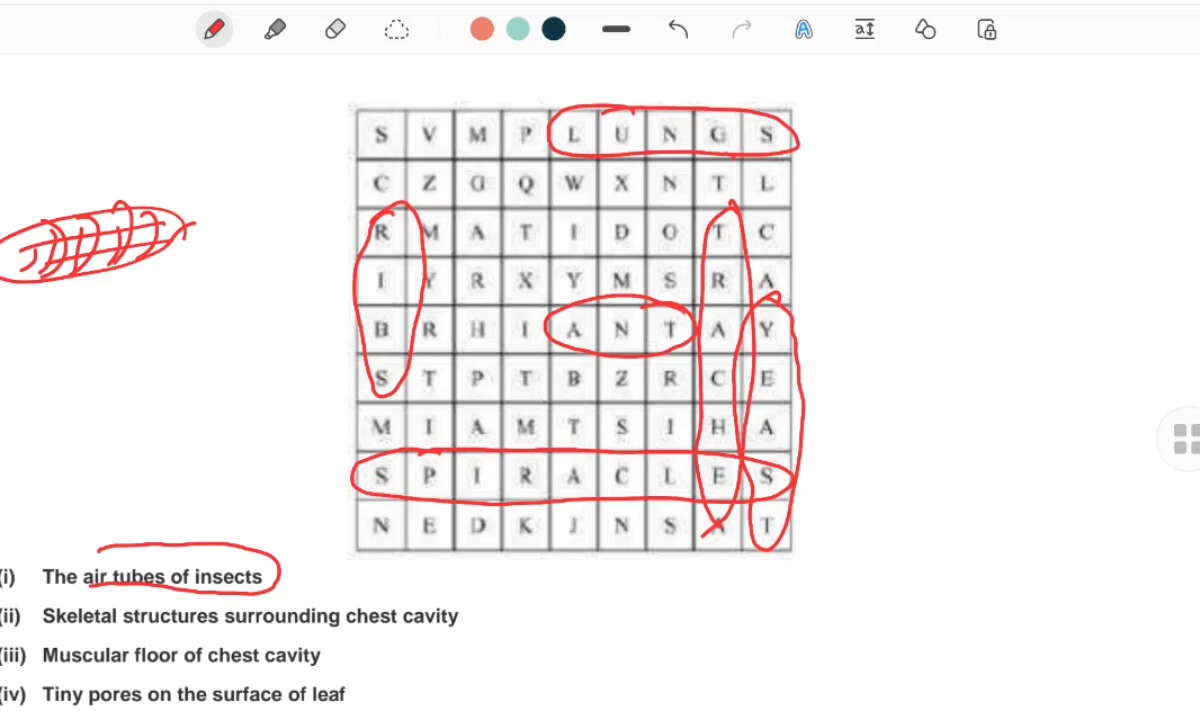 S V M P L U N G S
C Z G Q W X N T L
R M A T I D O T C
I Y R X Y M S R A
B R H I A N T A Y
S T P T B Z R C E
M I A M T S I H A
S P I R A C L E S
N E D K J N S A T
(i) The air tubes of insects
(ii) Skeletal structures surrounding chest cavity
(iii) Muscular floor of chest cavity
(iv) Tiny pores on the surface of leaf